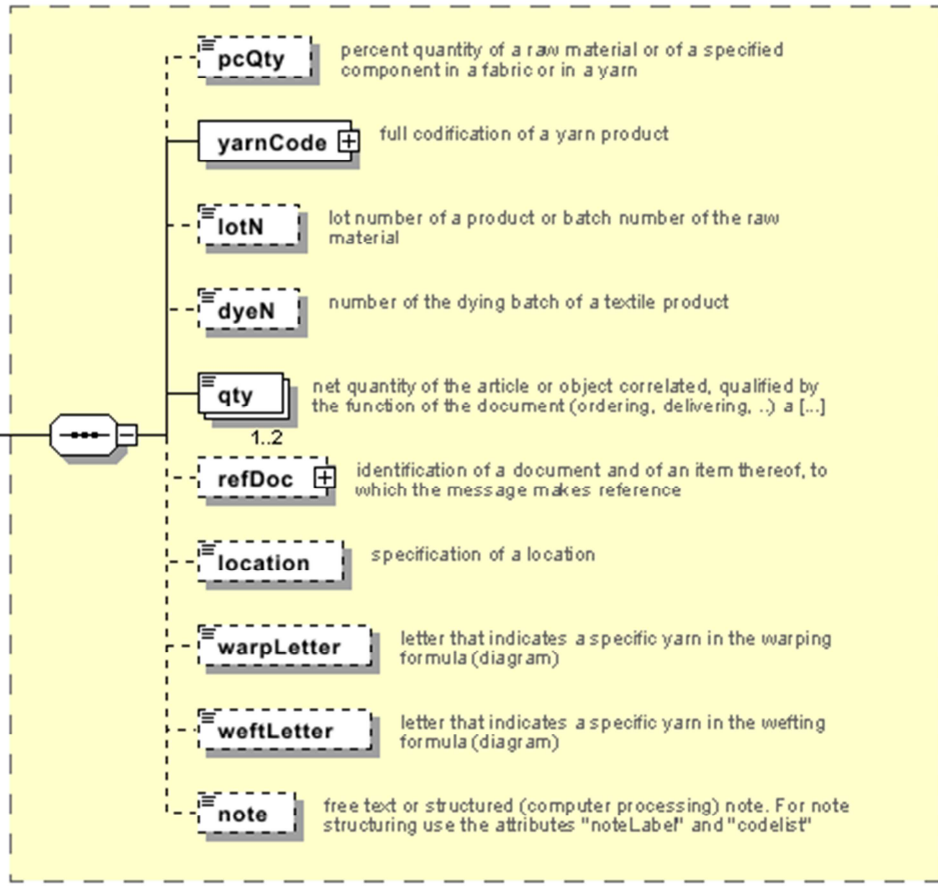 pcQty
percent quantity of a raw material or of a specified
component in a fabric or in a yarn
yarnCode
full codification of a yarn product
lotN
lot number of a product or batch number of the raw
material
dyeN
number of the dying batch of a textile product
qty
net quantity of the article or object correlated, qualified by
the function of the document (ordering, delivering, ..) a [...]
1..2
refDoc
identification of a document and of an item thereof, to
which the message makes reference
location
specification of a location
warpLetter
letter that indicates a specific yarn in the warping
formula (diagram)
weftLetter
letter that indicates a specific yarn in the wefting
formula (diagram)
note
free text or structured (computer processing) note. For note
structuring use the attributes "noteLabel" and "codelist"